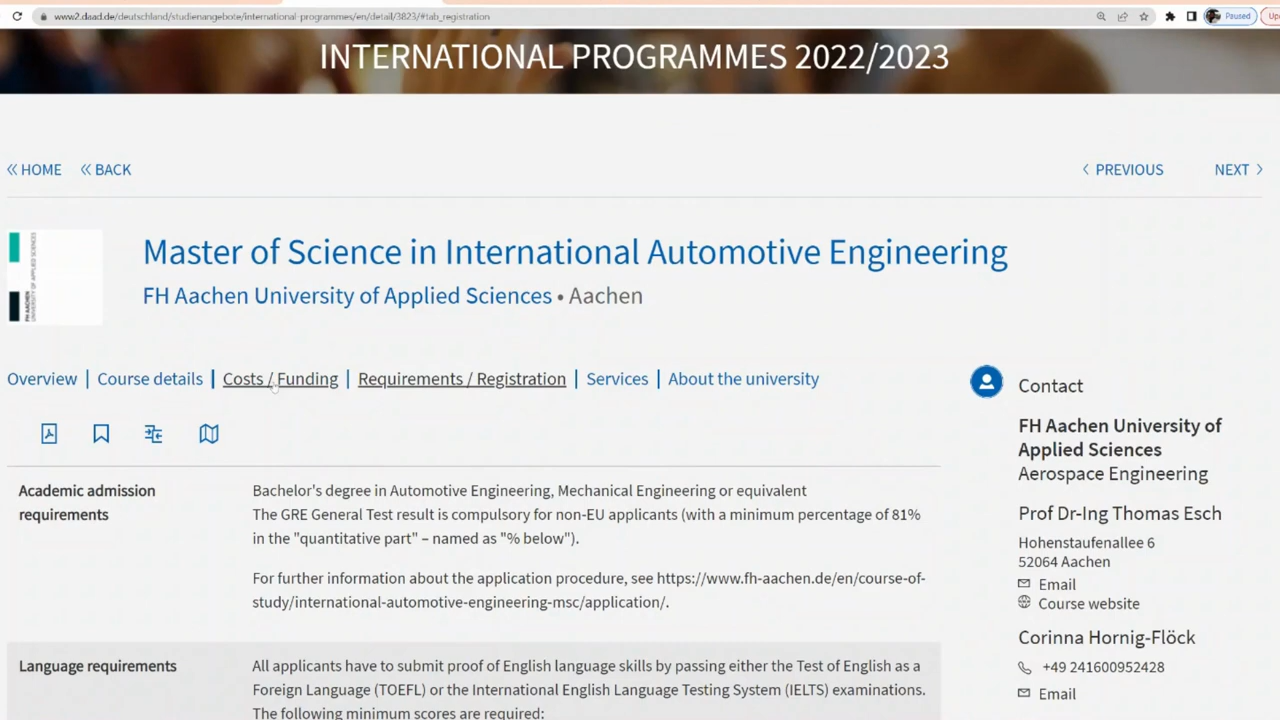 www2.daad.de/deutschland/studienangebote/international-programmes/en/detail/3823/#tab_registration
Paused
INTERNATIONAL PROGRAMMES 2022/2023
HOME BACK
PREVIOUS NEXT
FH AACHEN
UNIVERSITY OF APPLIED SCIENCES
Master of Science in International Automotive Engineering
FH Aachen University of Applied Sciences • Aachen
Overview | Course details | Costs / Funding | Requirements / Registration | Services | About the university
Academic admission
requirements
Bachelor's degree in Automotive Engineering, Mechanical Engineering or equivalent
The GRE General Test result is compulsory for non-EU applicants (with a minimum percentage of 81%
in the "quantitative part" – named as "% below").
For further information about the application procedure, see https://www.fh-aachen.de/en/course-of-
study/international-automotive-engineering-msc/application/.
Language requirements
All applicants have to submit proof of English language skills by passing either the Test of English as a
Foreign Language (TOEFL) or the International English Language Testing System (IELTS) examinations.
The following minimum scores are required:
Contact
FH Aachen University of
Applied Sciences
Aerospace Engineering
Prof Dr-Ing Thomas Esch
Hohenstaufenallee 6
52064 Aachen
Email
Course website
Corinna Hornig-Flöck
+49 241600952428
Email